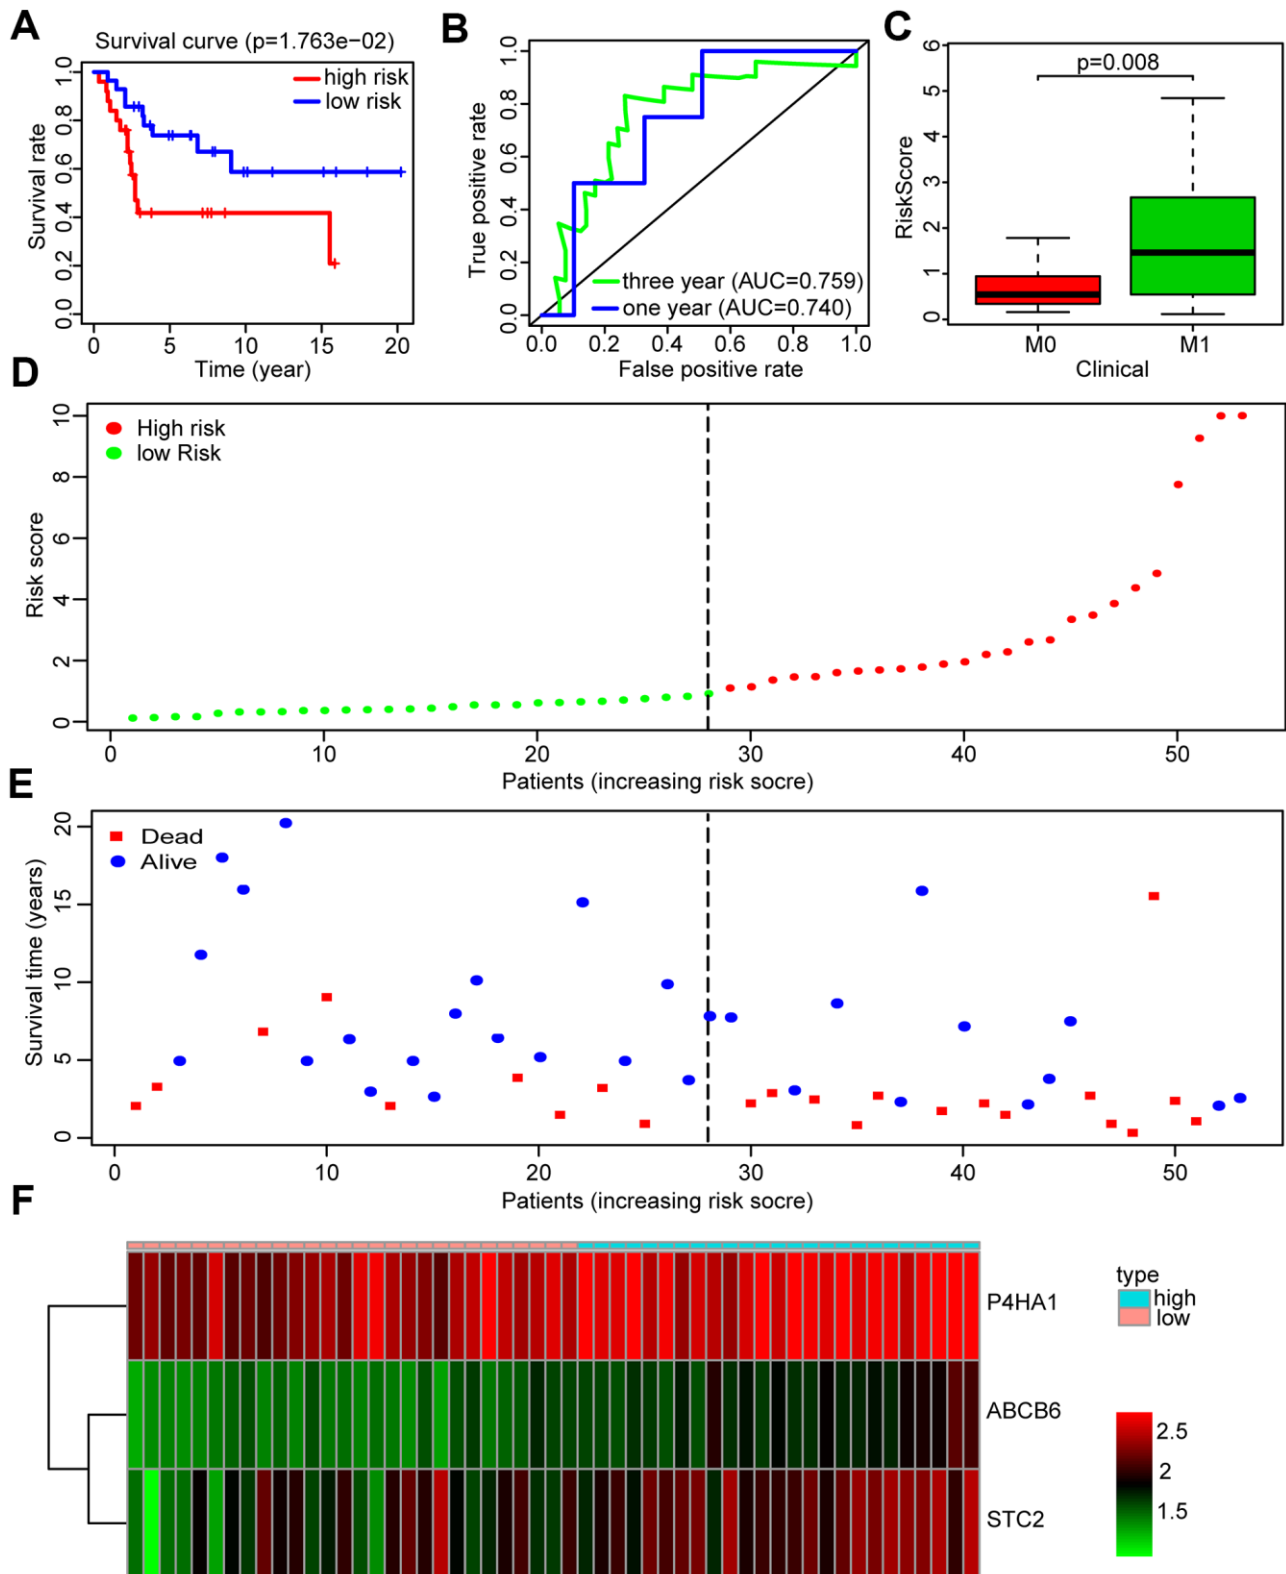 A
Survival curve (p=1.763e−02)
high risk
low risk
Survival rate
0.0
0.2
0.4
0.6
0.8
1.0
0
5
10
15
20
Time (year)
B
True positive rate
0.0
0.2
0.4
0.6
0.8
1.0
three year (AUC=0.759)
one year (AUC=0.740)
0.0
0.2
0.4
0.6
0.8
1.0
False positive rate
C
RiskScore
0
1
2
3
4
5
6
p=0.008
M0
M1
Clinical
D
High risk
low Risk
Risk score
0
2
4
6
8
10
0
10
20
30
40
50
Patients (increasing risk socre)
E
Dead
Alive
Survival time (years)
0
5
10
15
20
0
10
20
30
40
50
Patients (increasing risk socre)
F
P4HA1
ABCB6
STC2
type
high
low
2.5
2
1.5